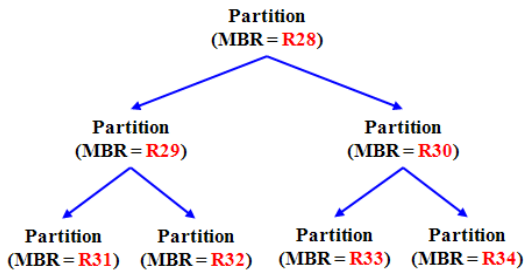 Partition
(MBR = R28)
Partition
(MBR = R29)
Partition
(MBR = R30)
Partition
(MBR = R31)
Partition
(MBR = R32)
Partition
(MBR = R33)
Partition
(MBR = R34)